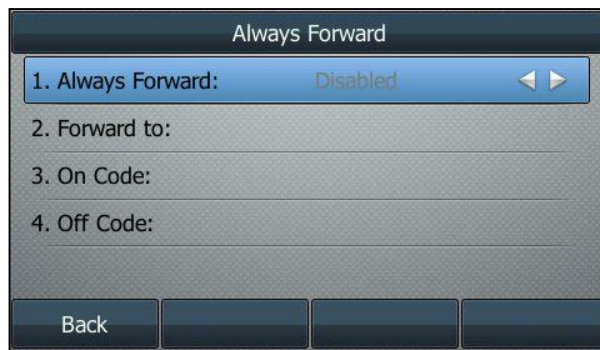 Always Forward
1. Always Forward: Disabled
2. Forward to:
3. On Code:
4. Off Code:
Back